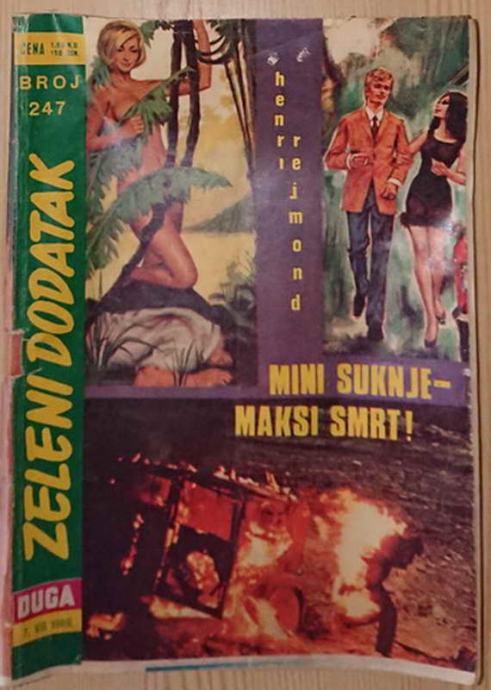 CENA
BROJ
247
ZELENI DODATAK
DUGA
henri
rejmond
MINI SUKNJE-
MAKSI SMRT!